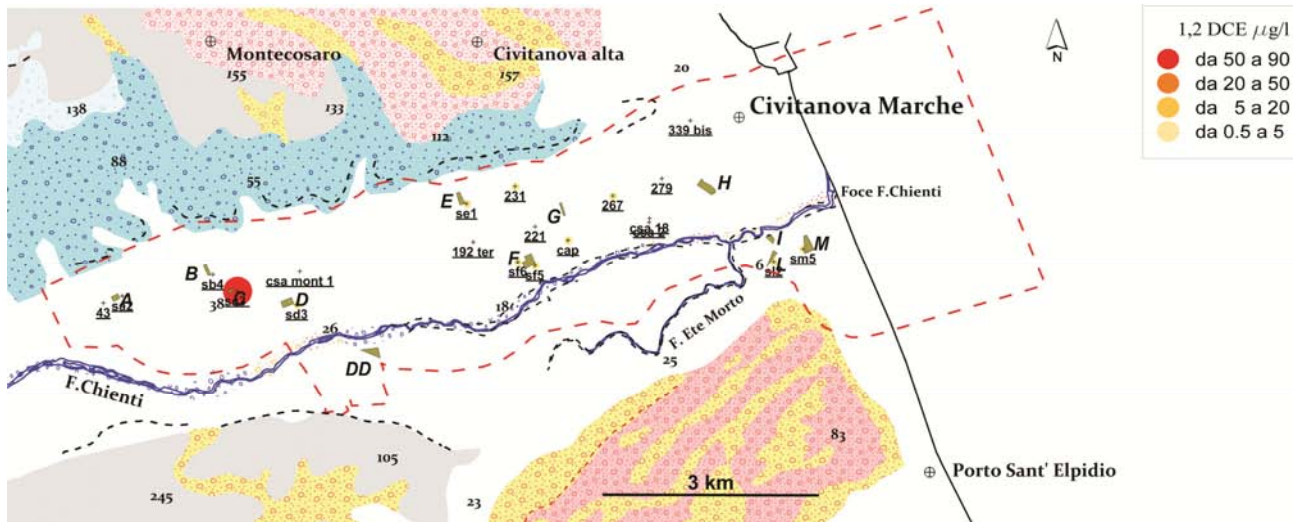 1,2 DCE μg/l
da 50 a 90
da 20 a 50
da 5 a 20
da 0.5 a 5
N
Montecosaro
Civitanova alta
155
157
20
138
133
112
Civitanova Marche
339 bis
88
55
E
se1
231
267
279
H
Foce F.Chienti
G
221
csa 18
192 ter
cap
F
sf6
sf5
I
M
6
L
sm5
B
sb4
csa mont 1
A
43
38
D
sd3
18
26
DD
F. Ete Morto
25
F.Chienti
83
105
245
23
3 km
Porto Sant' Elpidio